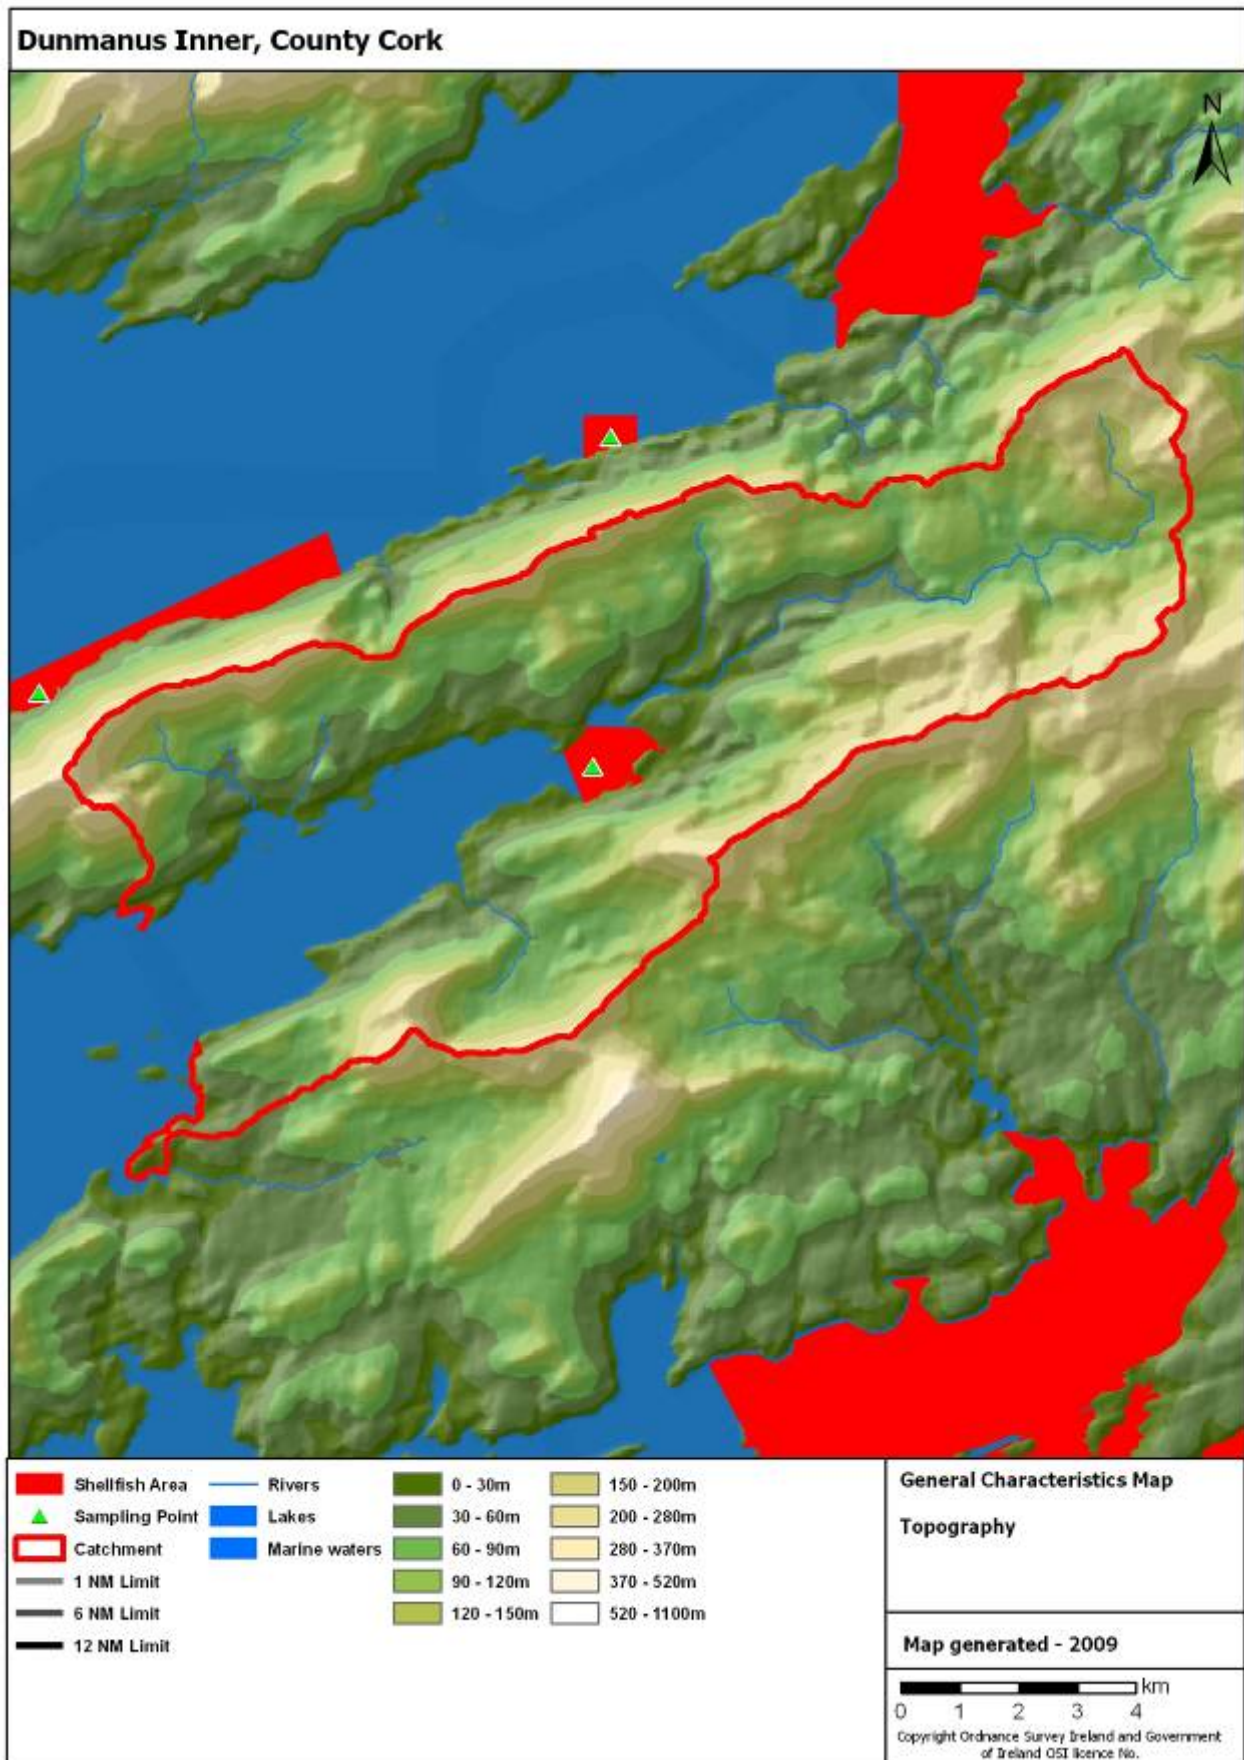 Dunmanus Inner, County Cork
N
Shellfish Area
Sampling Point
Catchment
1 NM Limit
6 NM Limit
12 NM Limit
Rivers
Lakes
Marine waters
0 - 30m
30 - 60m
60 - 90m
90 - 120m
120 - 150m
150 - 200m
200 - 280m
280 - 370m
370 - 520m
520 - 1100m
General Characteristics Map
Topography
Map generated - 2009
km
0 1 2 3 4
Copyright Ordnance Survey Ireland and Government
of Ireland OSI licence No.